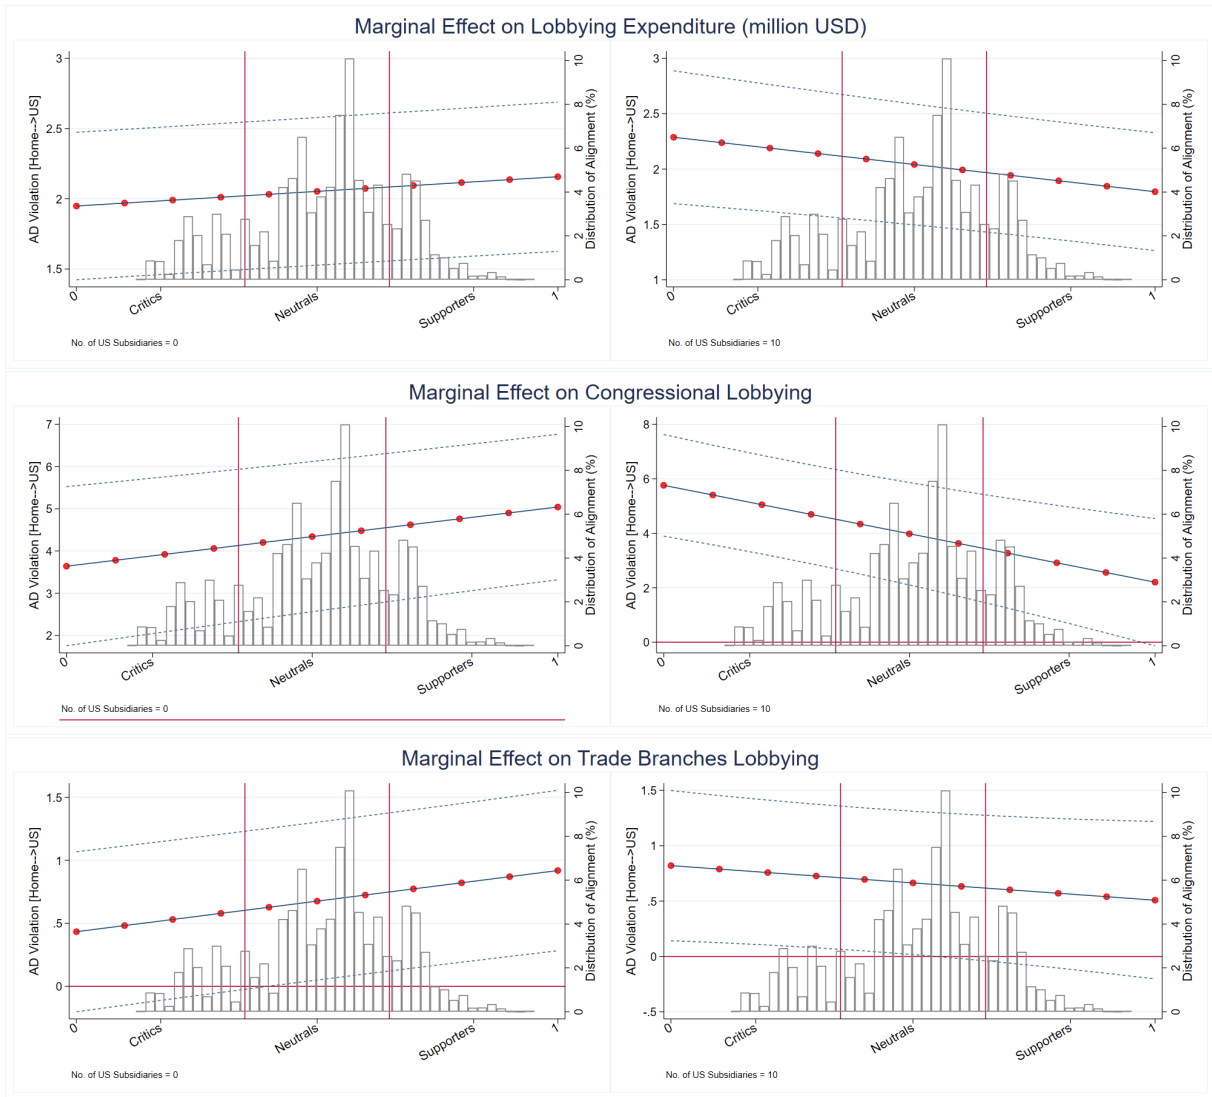 Marginal Effect on Lobbying Expenditure (million USD)
AD Violation [Home-->US]
3
2.5
2
1.5
10
8
6
4
2
0
Distribution of Alignment (%)
0 Critics Neutrals Supporters 1
No. of US Subsidiaries = 0
AD Violation [Home-->US]
3
2.5
2
1.5
1
10
8
6
4
2
0
Distribution of Alignment (%)
0 Critics Neutrals Supporters 1
No. of US Subsidiaries = 10
Marginal Effect on Congressional Lobbying
AD Violation [Home-->US]
7
6
5
4
3
2
10
8
6
4
2
0
Distribution of Alignment (%)
0 Critics Neutrals Supporters 1
No. of US Subsidiaries = 0
AD Violation [Home-->US]
8
6
4
2
0
10
8
6
4
2
0
Distribution of Alignment (%)
0 Critics Neutrals Supporters 1
No. of US Subsidiaries = 10
Marginal Effect on Trade Branches Lobbying
AD Violation [Home-->US]
1.5
1
.5
0
10
8
6
4
2
0
Distribution of Alignment (%)
0 Critics Neutrals Supporters 1
No. of US Subsidiaries = 0
AD Violation [Home-->US]
1.5
1
.5
0
-.5
10
8
6
4
2
0
Distribution of Alignment (%)
0 Critics Neutrals Supporters 1
No. of US Subsidiaries = 10